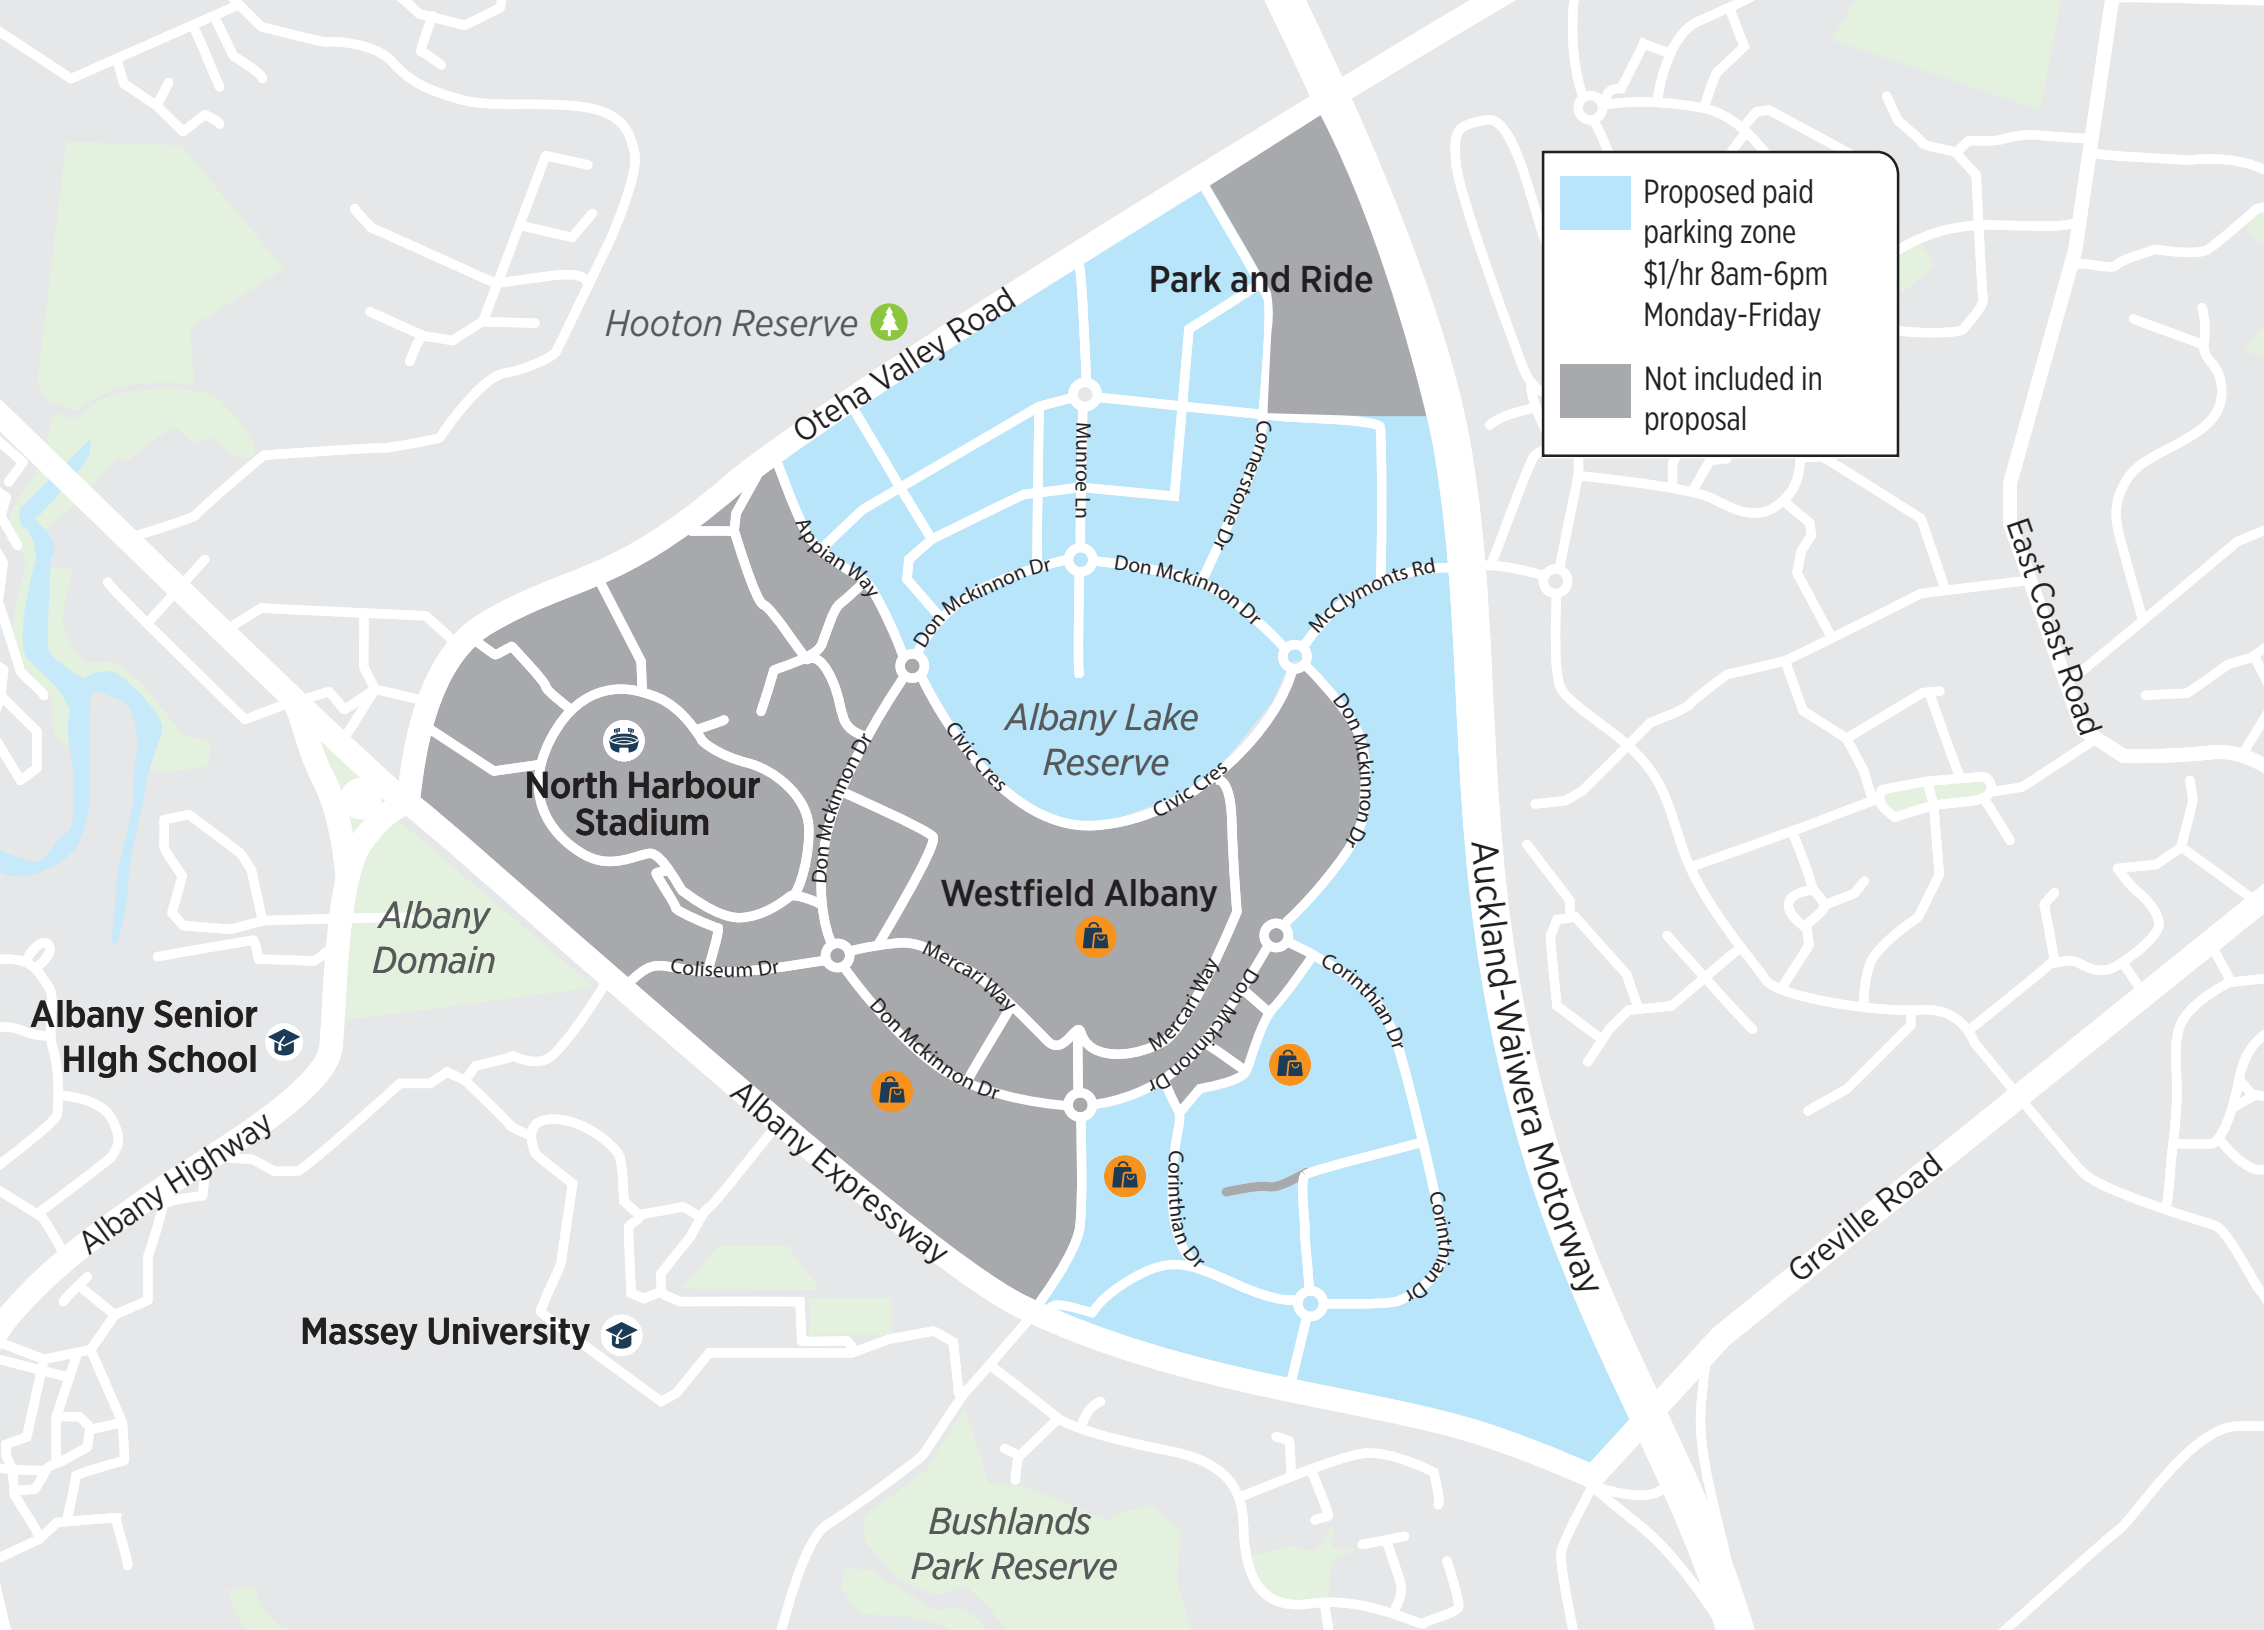 Proposed paid
parking zone
$1/hr 8am-6pm
Monday-Friday
Not included in
proposal
Park and Ride
Hooton Reserve
Oteha Valley Road
Munroe Ln
Cornerstone Dr
Appian Way
Don Mckinnon Dr
Don Mckinnon Dr
McClymonts Rd
East Coast Road
Albany Lake
Reserve
Civic Cres
Civic Cres
Don Mckinnon Dr
Don Mckinnon Dr
North Harbour
Stadium
Westfield Albany
Auckland-Waiwera Motorway
Albany
Domain
Coliseum Dr
Mercari Way
Mercari Way
Don Mckinnon Dr
Don Mckinnon Dr
Corinthian Dr
Albany Senior
HIgh School
Albany Highway
Albany Expressway
Corinthian Dr
Corinthian Dr
Greville Road
Massey University
Bushlands
Park Reserve